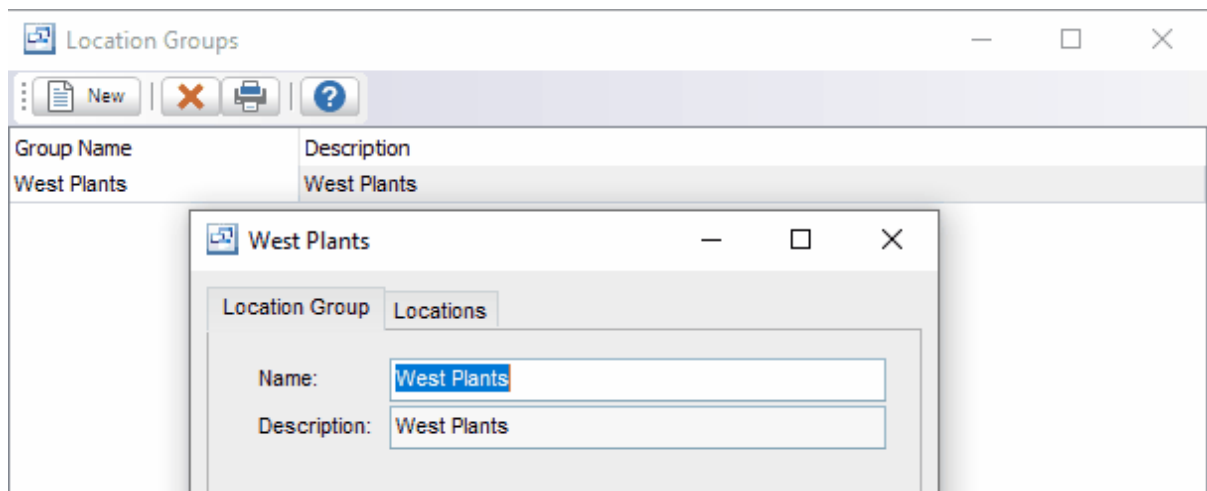 Location Groups
New
Group Name Description
West Plants West Plants
West Plants
Location Group Locations
Name: West Plants
Description: West Plants